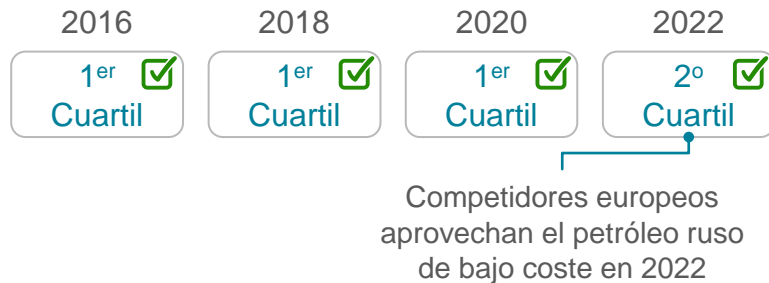 2016 2018 2020 2022
1er 1er 1er 2o
Cuartil Cuartil Cuartil Cuartil
Competidores europeos
aprovechan el petróleo ruso
de bajo coste en 2022